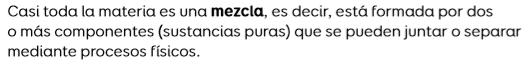 Casi toda la materia es una mezcla, es decir, está formada por dos
o más componentes (sustancias puras) que se pueden juntar o separar
mediante procesos físicos.